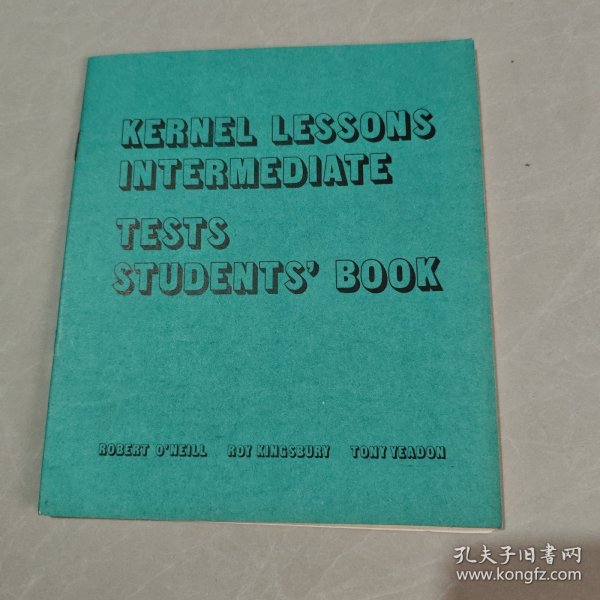 KERNEL LESSONS
INTERMEDIATE
TESTS
STUDENTS' BOOK
ROBERT O'NEILL ROY KINGSBURY TONY YEADON
孔夫子旧书网
www.kongfz.com